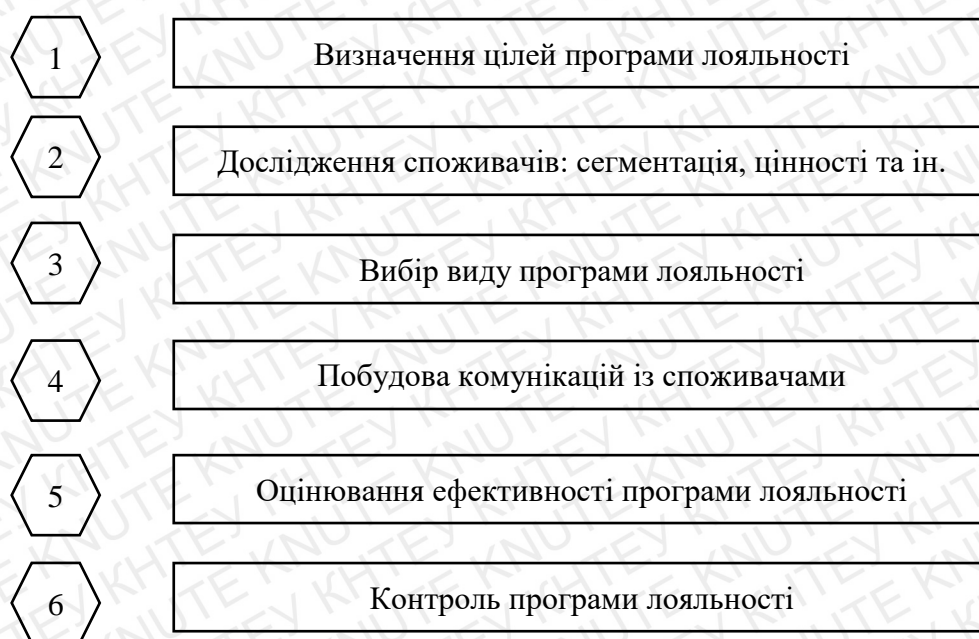 1 Визначення цілей програми лояльності
2 Дослідження споживачів: сегментація, цінності та ін.
3 Вибір виду програми лояльності
4 Побудова комунікацій із споживачами
5 Оцінювання ефективності програми лояльності
6 Контроль програми лояльності